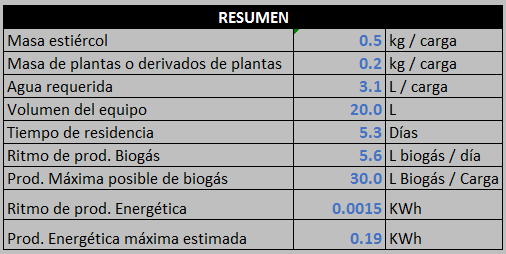 RESUMEN
Masa estiércol 0.5 kg / carga
Masa de plantas o derivados de plantas 0.2 kg / carga
Agua requerida 3.1 L / carga
Volumen del equipo 20.0 L
Tiempo de residencia 5.3 Días
Ritmo de prod. Biogás 5.6 L biogás / día
Prod. Máxima posible de biogás 30.0 L Biogás / Carga
Ritmo de prod. Energética 0.0015 KWh
Prod. Energética máxima estimada 0.19 KWh